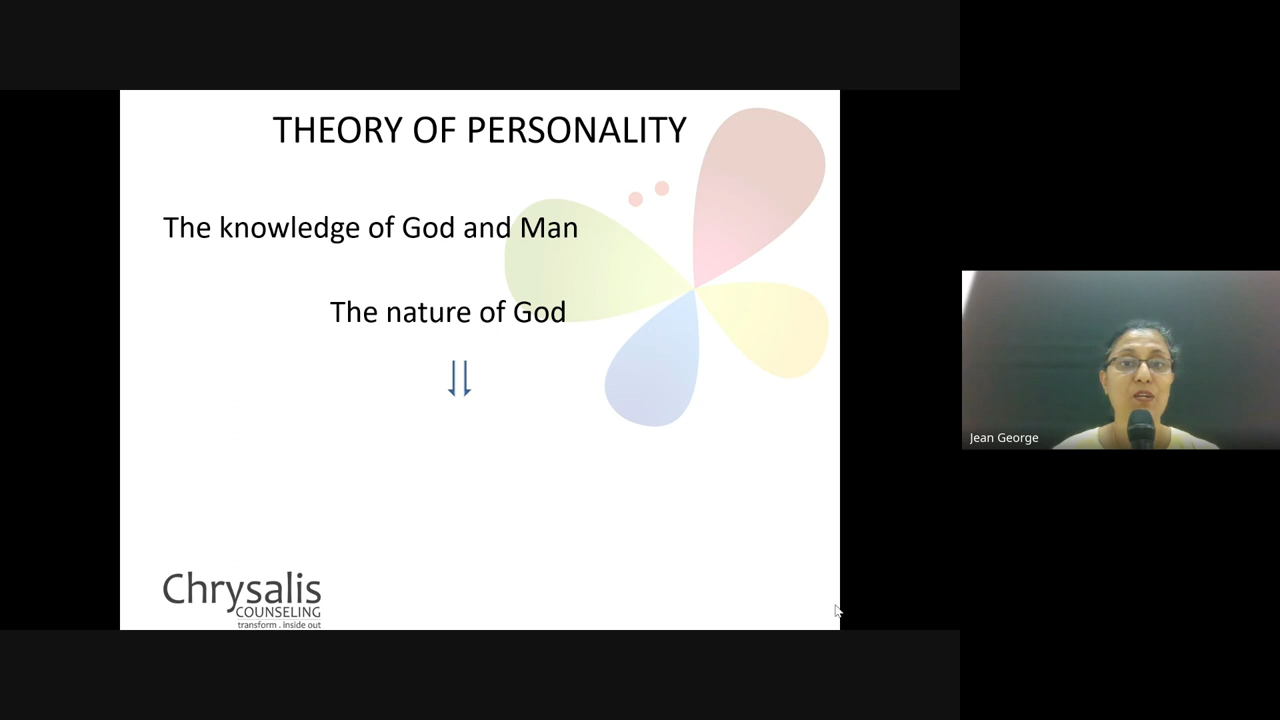 THEORY OF PERSONALITY
The knowledge of God and Man
The nature of God
Jean George
Chrysalis
COUNSELING
transform . inside out